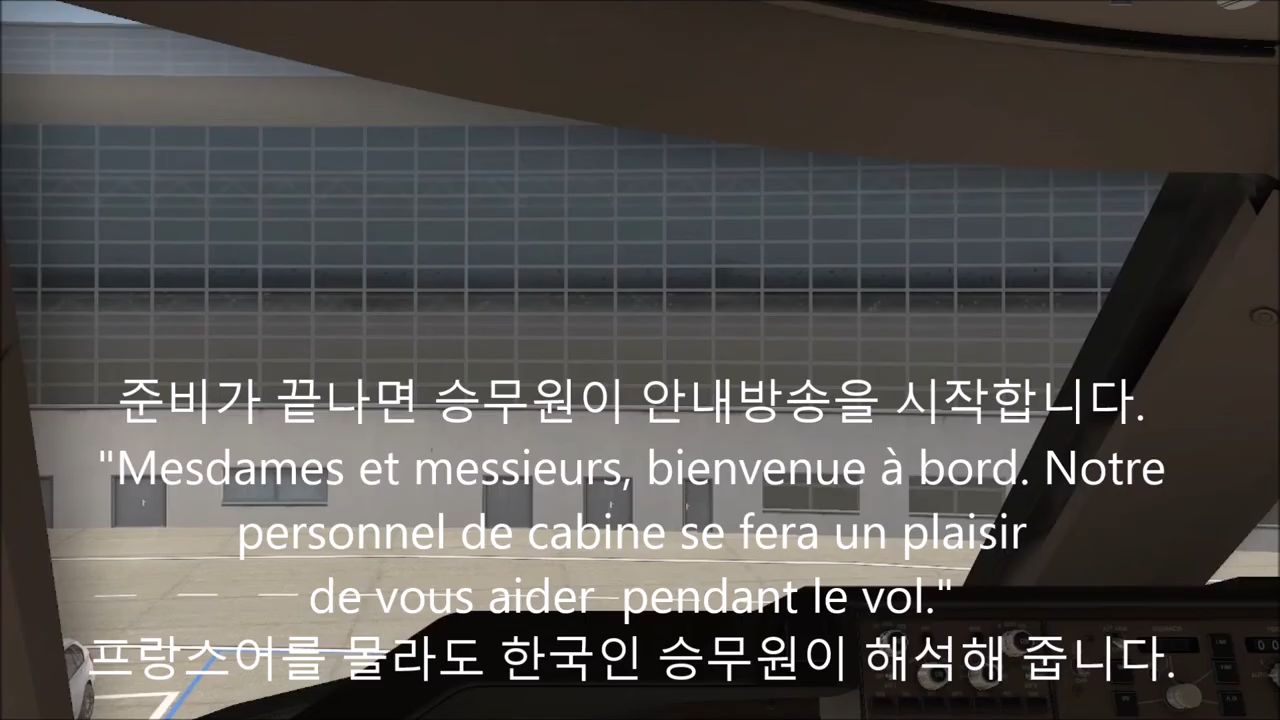 준비가 끝나면 승무원이 안내방송을 시작합니다.
"Mesdames et messieurs, bienvenue à bord. Notre
personnel de cabine se fera un plaisir
de vous aider  pendant le vol."
프랑스어를 몰라도 한국인 승무원이 해석해 줍니다.